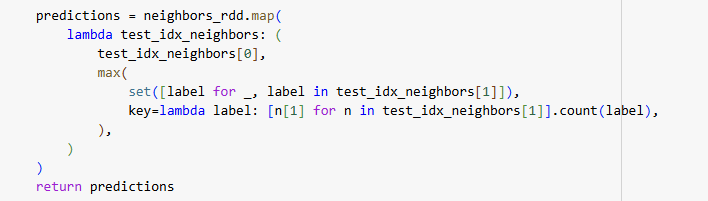 predictions = neighbors_rdd.map(
    lambda test_idx_neighbors: (
        test_idx_neighbors[0],
        max(
            set([label for _, label in test_idx_neighbors[1]]),
            key=lambda label: [n[1] for n in test_idx_neighbors[1]].count(label),
        ),
    )
)
return predictions